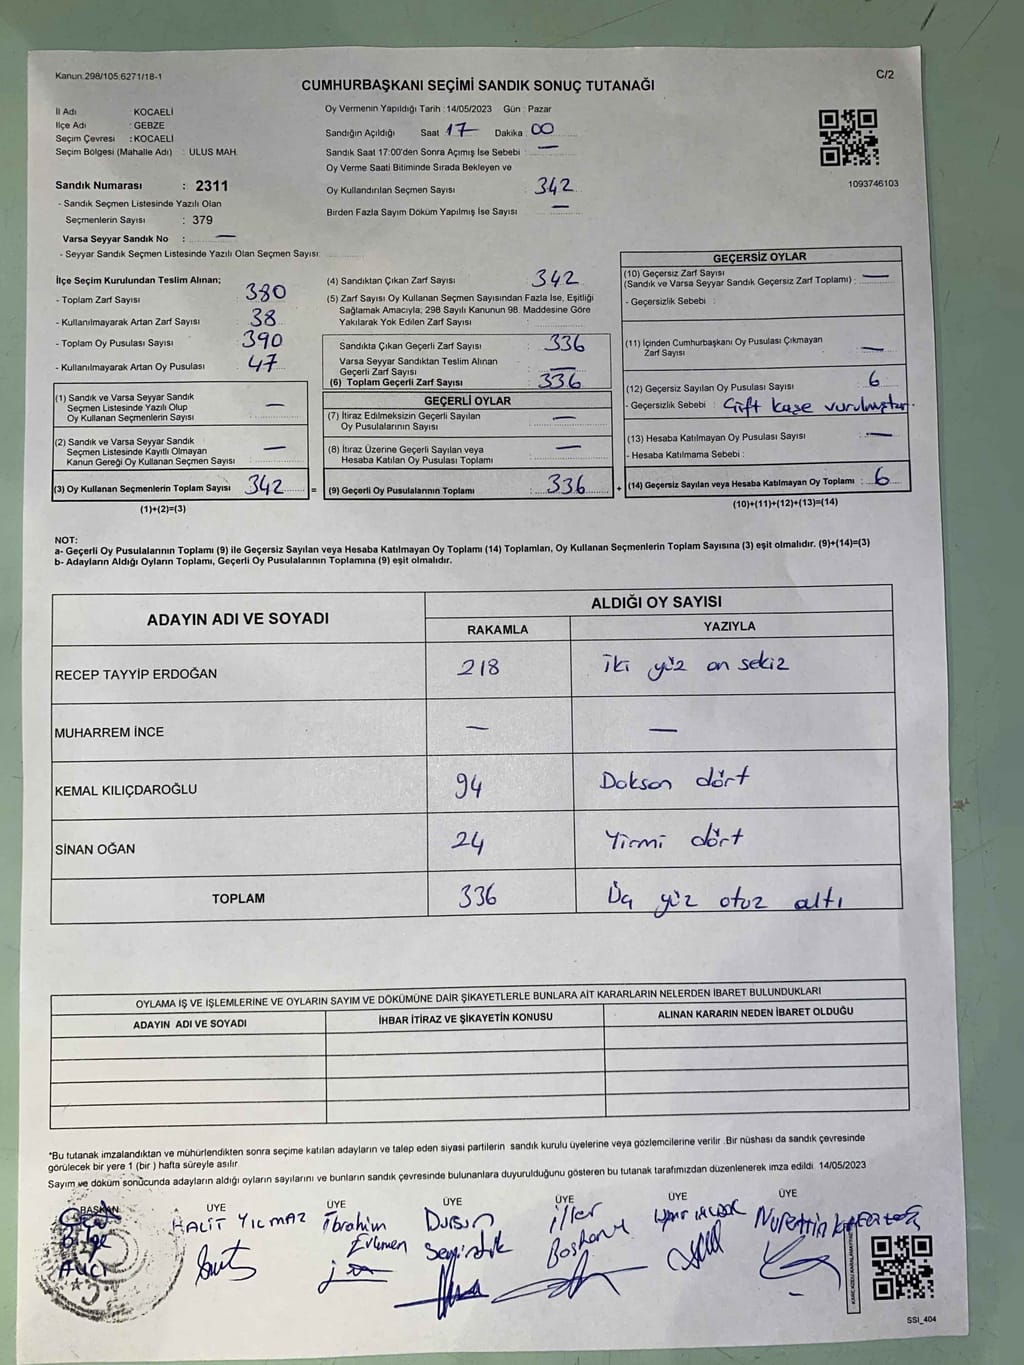 Kanun.298/105.6271/18-1
C/2
CUMHURBAŞKANI SEÇİMİ SANDIK SONUÇ TUTANAĞI
İl Adı : KOCAELİ
İlçe Adı : GEBZE
Seçim Çevresi : KOCAELİ
Seçim Bölgesi (Mahalle Adı) : ULUS MAH.
Sandık Numarası : 2311
- Sandık Seçmen Listesinde Yazılı Olan
Seçmenlerin Sayısı : 379
Varsa Seyyar Sandık No : —
- Seyyar Sandık Seçmen Listesinde Yazılı Olan Seçmen Sayısı:
Oy Vermenin Yapıldığı Tarih : 14/05/2023 Gün : Pazar
Sandığın Açıldığı Saat 17 Dakika 00
Sandık Saat 17:00'den Sonra Açımış İse Sebebi : —
Oy Verme Saati Bitiminde Sırada Bekleyen ve
Oy Kullandırılan Seçmen Sayısı : 342
Birden Fazla Sayım Döküm Yapılmış İse Sayısı : —
1093746103
İlçe Seçim Kurulundan Teslim Alınan;
- Toplam Zarf Sayısı : 380
- Kullanılmayarak Artan Zarf Sayısı : 38
- Toplam Oy Pusulası Sayısı : 390
- Kullanılmayarak Artan Oy Pusulası : 47
(1) Sandık ve Varsa Seyyar Sandık
Seçmen Listesinde Yazılı Olup
Oy Kullanan Seçmenlerin Sayısı : —
(2) Sandık ve Varsa Seyyar Sandık
Seçmen Listesinde Kayıtlı Olmayan
Kanun Gereği Oy Kullanan Seçmen Sayısı : —
(3) Oy Kullanan Seçmenlerin Toplam Sayısı : 342 =
(1)+(2)=(3)
(4) Sandıktan Çıkan Zarf Sayısı : 342
(5) Zarf Sayısı Oy Kullanan Seçmen Sayısından Fazla İse, Eşitliği
Sağlamak Amacıyla; 298 Sayılı Kanunun 98. Maddesine Göre
Yakılarak Yok Edilen Zarf Sayısı :
Sandıkta Çıkan Geçerli Zarf Sayısı : 336
Varsa Seyyar Sandıktan Teslim Alınan
Geçerli Zarf Sayısı : —
(6) Toplam Geçerli Zarf Sayısı : 336
GEÇERLİ OYLAR
(7) İtiraz Edilmeksizin Geçerli Sayılan
Oy Pusulalarının Sayısı : —
(8) İtiraz Üzerine Geçerli Sayılan veya
Hesaba Katılan Oy Pusulası Toplamı : —
(9) Geçerli Oy Pusulalarının Toplamı : 336 +
GEÇERSİZ OYLAR
(10) Geçersiz Zarf Sayısı
(Sandık ve Varsa Seyyar Sandık Geçersiz Zarf Toplamı) : —
- Geçersizlik Sebebi :
(11) İçinden Cumhurbaşkanı Oy Pusulası Çıkmayan
Zarf Sayısı : —
(12) Geçersiz Sayılan Oy Pusulası Sayısı : 6
- Geçersizlik Sebebi : Çift kaşe vurulmuştur.
(13) Hesaba Katılmayan Oy Pusulası Sayısı : —
- Hesaba Katılmama Sebebi :
(14) Geçersiz Sayılan veya Hesaba Katılmayan Oy Toplamı : 6
(10)+(11)+(12)+(13)=(14)
NOT:
a- Geçerli Oy Pusulalarının Toplamı (9) ile Geçersiz Sayılan veya Hesaba Katılmayan Oy Toplamı (14) Toplamları, Oy Kullanan Seçmenlerin Toplam Sayısına (3) eşit olmalıdır. (9)+(14)=(3)
b- Adayların Aldığı Oyların Toplamı, Geçerli Oy Pusulalarının Toplamına (9) eşit olmalıdır.
ADAYIN ADI VE SOYADI
ALDIĞI OY SAYISI
RAKAMLA YAZIYLA
RECEP TAYYİP ERDOĞAN 218 İki yüz on sekiz
MUHARREM İNCE — —
KEMAL KILIÇDAROĞLU 94 Doksan dört
SİNAN OĞAN 24 Yirmi dört
TOPLAM 336 Üç yüz otuz altı
OYLAMA İŞ VE İŞLEMLERİNE VE OYLARIN SAYIM VE DÖKÜMÜNE DAİR ŞİKAYETLERLE BUNLARA AİT KARARLARIN NELERDEN İBARET BULUNDUKLARI
ADAYIN ADI VE SOYADI İHBAR İTİRAZ VE ŞİKAYETİN KONUSU ALINAN KARARIN NEDEN İBARET OLDUĞU
*Bu tutanak imzalandıktan ve mühürlendikten sonra seçime katılan adayların ve talep eden siyasi partilerin sandık kurulu üyelerine veya gözlemcilerine verilir .Bir nüshası da sandık çevresinde
görülecek bir yere 1 (bir ) hafta süreyle asılır
Sayım ve döküm sonucunda adayların aldığı oyların sayılarını ve bunların sandık çevresinde bulunanlara duyurulduğunu gösteren bu tutanak tarafımızdan düzenlenerek imza edildi 14/05/2023
BAŞKAN ÜYE ÜYE ÜYE ÜYE ÜYE ÜYE
Bilge
AVCI
HALİT YILMAZ
İbrahim
Dursun
İlker
Nurettin
SSI_404